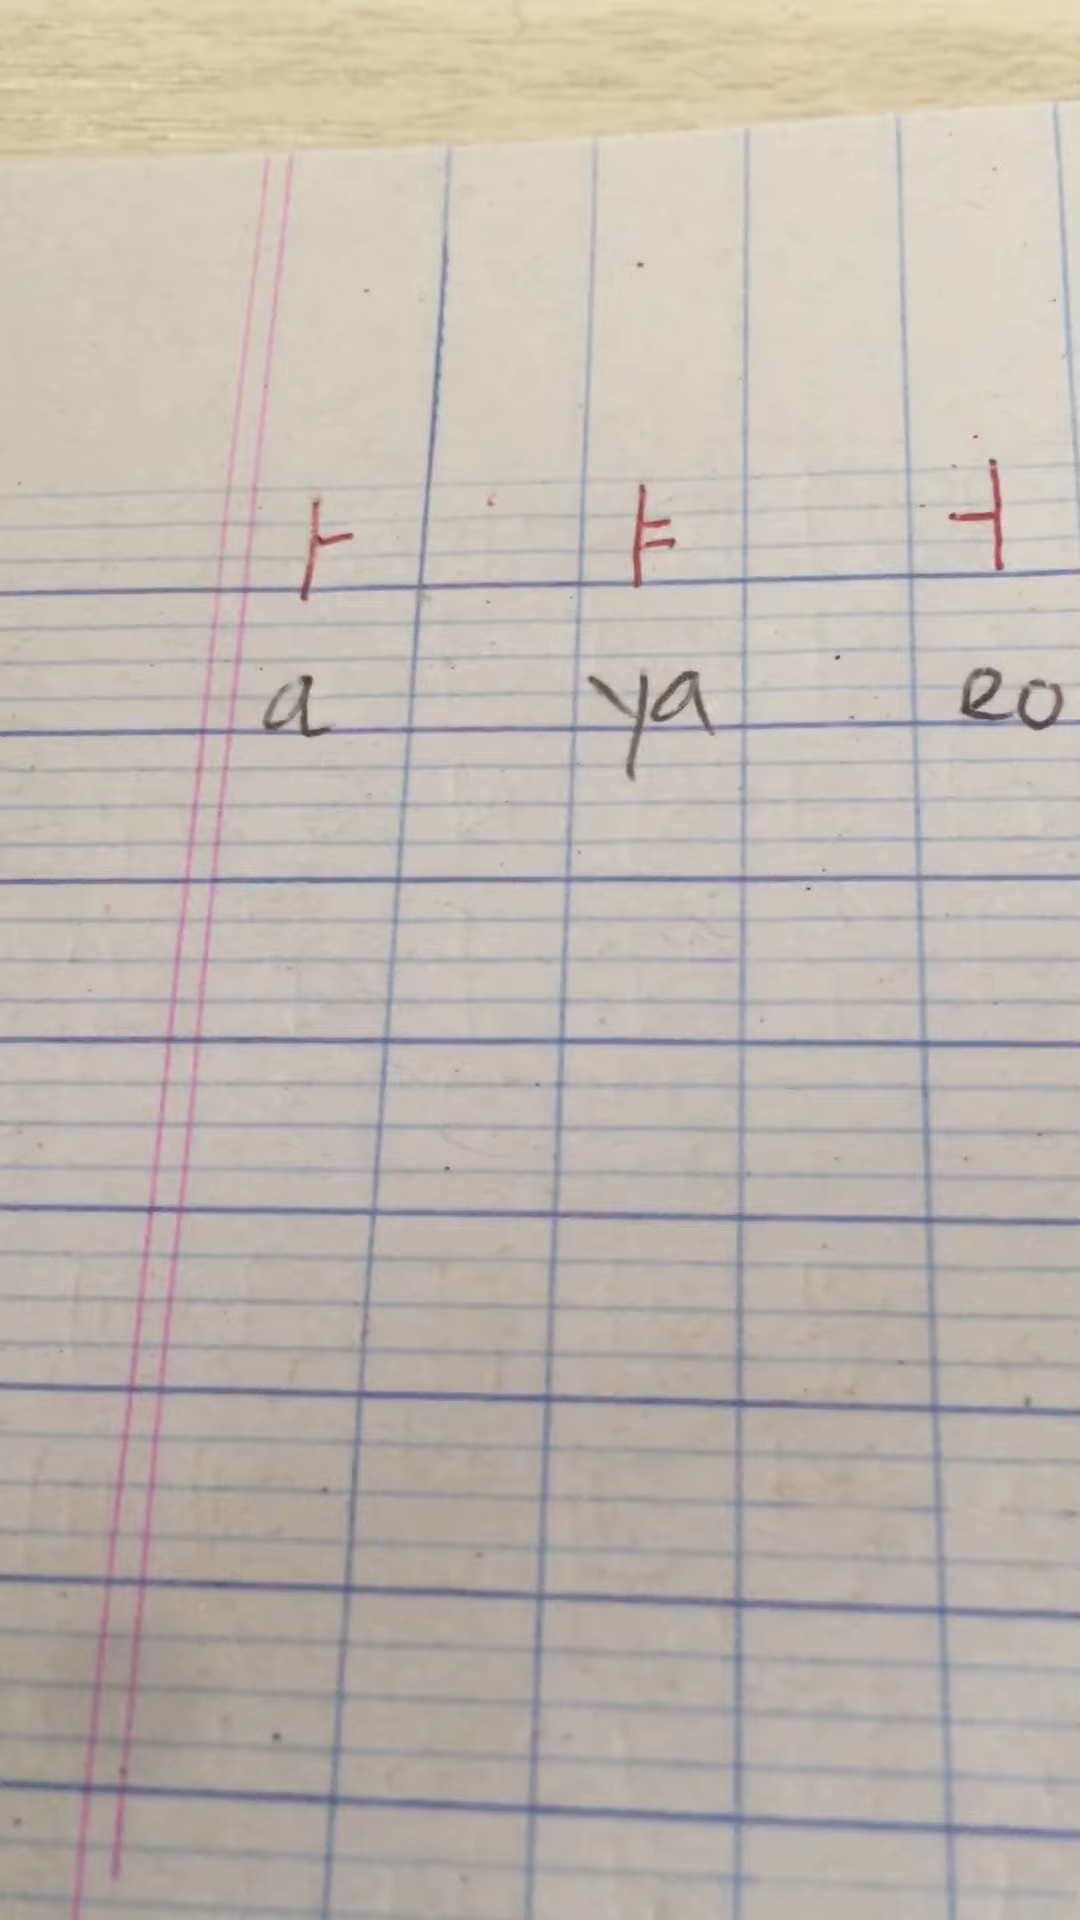 ㅏ ㅑ ㅓ
a ya eo